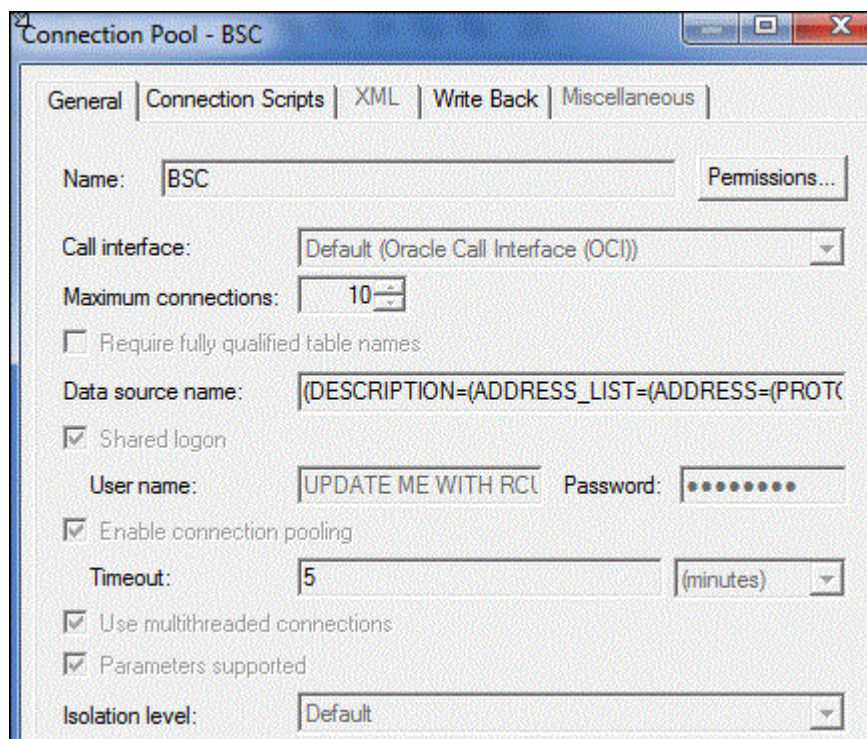 Connection Pool - BSC
General Connection Scripts XML Write Back Miscellaneous
Name: BSC Permissions...
Call interface: Default (Oracle Call Interface (OCI))
Maximum connections: 10
Require fully qualified table names
Data source name: (DESCRIPTION=(ADDRESS_LIST=(ADDRESS=(PROTO
Shared logon
User name: UPDATE ME WITH RCU Password: ••••••••
Enable connection pooling
Timeout: 5 (minutes)
Use multithreaded connections
Parameters supported
Isolation level: Default